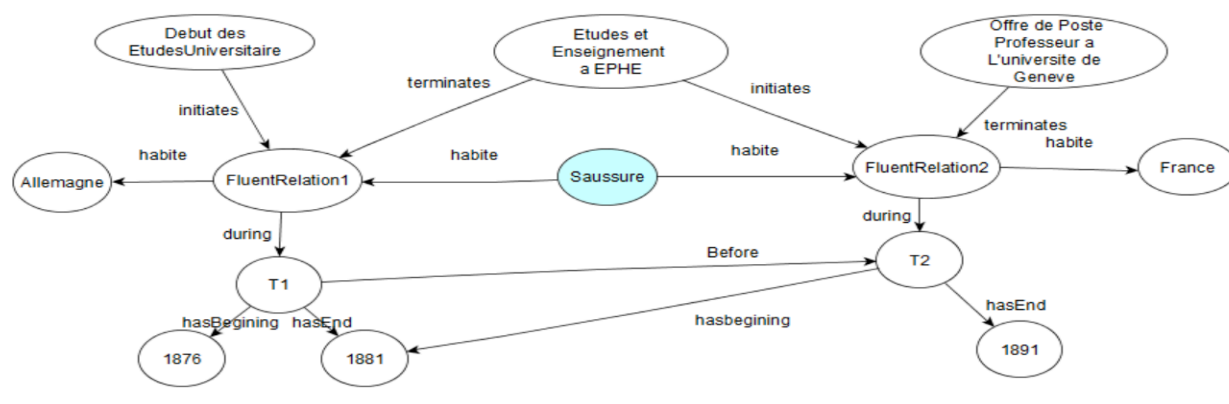 Debut des
EtudesUniversitaire
Etudes et
Enseignement
a EPHE
Offre de Poste
Professeur a
L'universite de
Geneve
terminates
initiates
initiates
terminates
habite
habite
habite
habite
Allemagne
FluentRelation1
Saussure
FluentRelation2
France
during
during
Before
T1
T2
hasBegining
hasEnd
hasbegining
hasEnd
1876
1881
1891